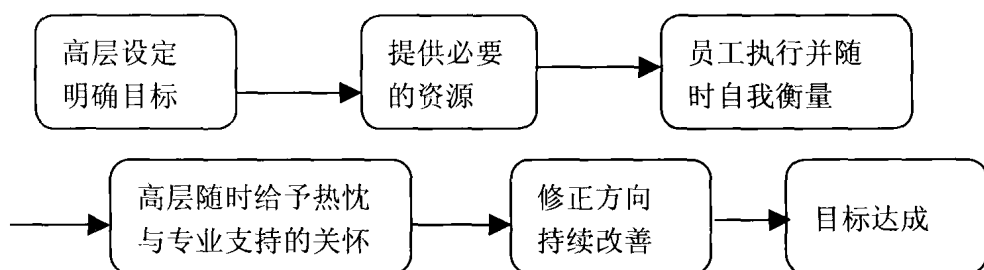 高层设定
明确目标
提供必要
的资源
员工执行并随
时自我衡量
高层随时给予热忱
与专业支持的关怀
修正方向
持续改善
目标达成